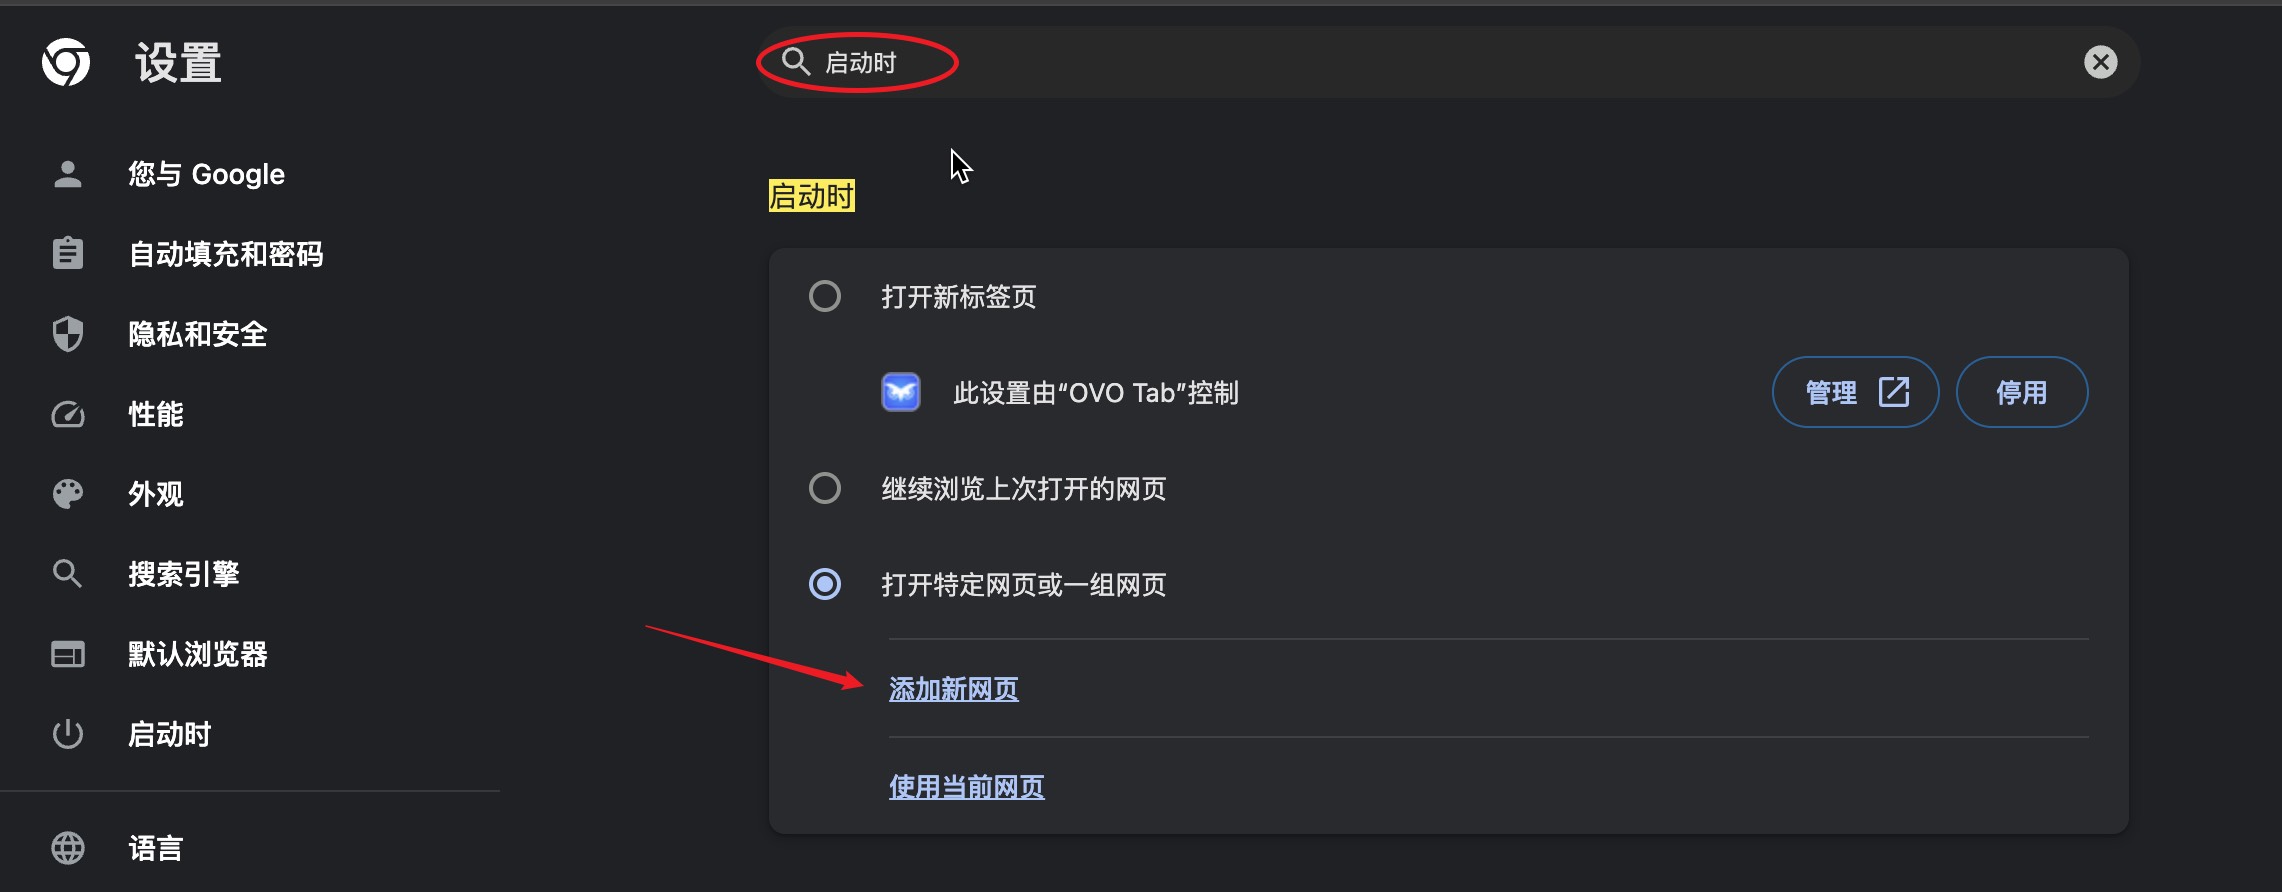 设置
启动时
您与 Google
自动填充和密码
隐私和安全
性能
外观
搜索引擎
默认浏览器
启动时
语言
启动时
打开新标签页
此设置由“OVO Tab”控制
管理
停用
继续浏览上次打开的网页
打开特定网页或一组网页
添加新网页
使用当前网页